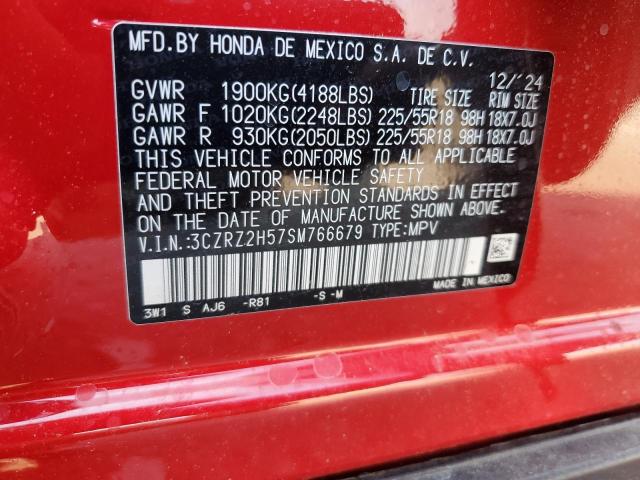 MFD.BY HONDA DE MEXICO S.A. DE C.V.
12/'24
GVWR 1900KG(4188LBS) TIRE SIZE RIM SIZE
GAWR F 1020KG(2248LBS) 225/55R18 98H 18X7.0J
GAWR R 930KG(2050LBS) 225/55R18 98H 18X7.0J
THIS VEHICLE CONFORMS TO ALL APPLICABLE
FEDERAL MOTOR VEHICLE SAFETY
AND THEFT PREVENTION STANDARDS IN EFFECT
ON THE DATE OF MANUFACTURE SHOWN ABOVE.
V.I.N.:3CZRZ2H57SM766679 TYPE:MPV
3W1 S AJ6 -R81 -S -M
MADE IN MEXICO